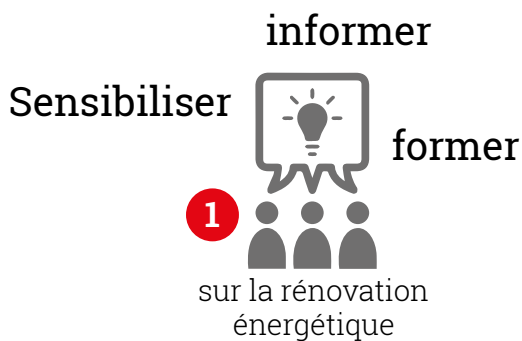 informer
Sensibiliser
former
1
sur la rénovation
énergétique